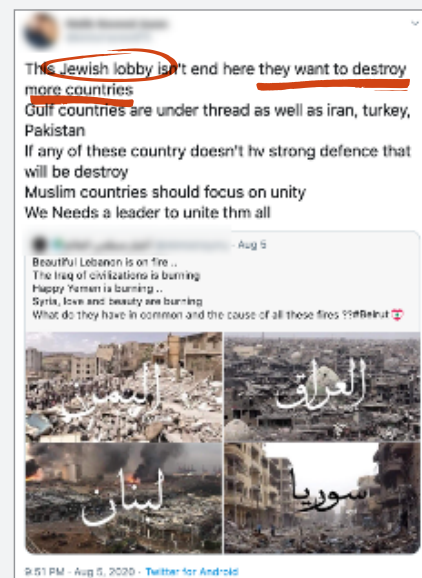 This Jewish lobby isn't end here they want to destroy
more countries
Gulf countries are under thread as well as iran, turkey,
Pakistan
If any of these country doesn't hv strong defence that
will be destroy
Muslim countries should focus on unity
We Needs a leader to unite thm all
- Aug 5
Beautiful Lebanon is on fire ..
The Iraq of civilizations is burning
Happy Yemen is burning ..
Syria, love and beauty are burning
What do they have in common and the cause of all these fires ??#Beirut 🇱🇧
اليمن
العراق
لبنان
سوريا
9:51 PM - Aug 5, 2020 - Twitter for Android